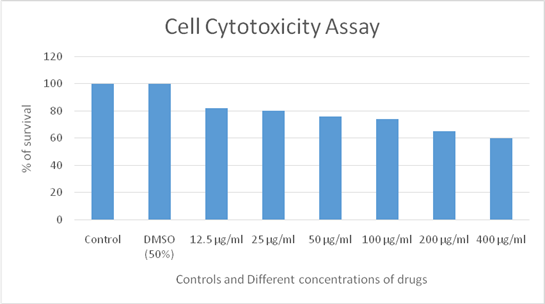 Cell Cytotoxicity Assay
120
100
80
60
40
20
0
% of survival
Control DMSO 12.5 µg/ml 25 µg/ml 50 µg/ml 100 µg/ml 200 µg/ml 400 µg/ml
(50%)
Controls and Different concentrations of drugs